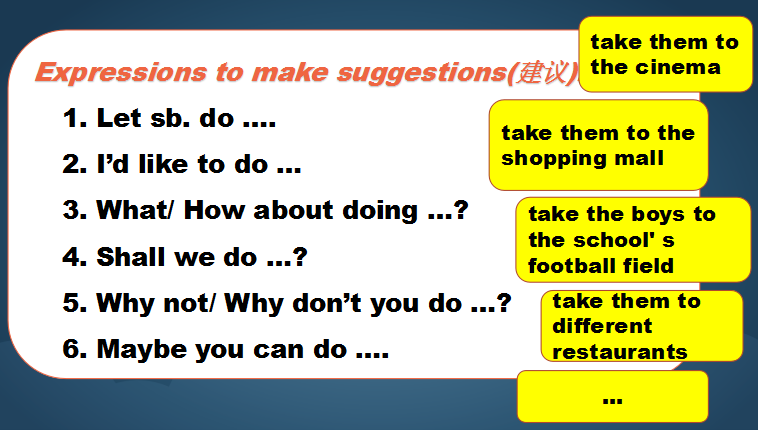 Expressions to make suggestions(建议):
1. Let sb. do ....
2. I’d like to do ...
3. What/ How about doing ...?
4. Shall we do ...?
5. Why not/ Why don’t you do ...?
6. Maybe you can do ....
take them to
the cinema
take them to the
shopping mall
take the boys to
the school' s
football field
take them to
different
restaurants
...